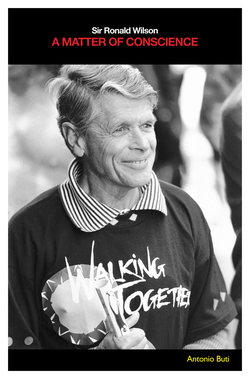 Sir Ronald Wilson
A MATTER OF CONSCIENCE
WALKING
TOGETHER
Antonio Buti